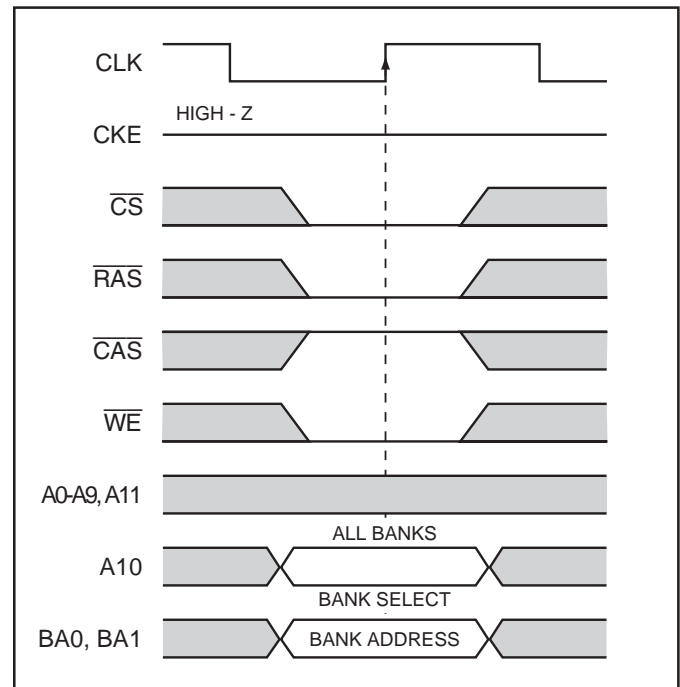 CLK
HIGH - Z
CKE
CS
RAS
CAS
WE
A0-A9, A11
ALL BANKS
A10
BANK SELECT
BA0, BA1
BANK ADDRESS